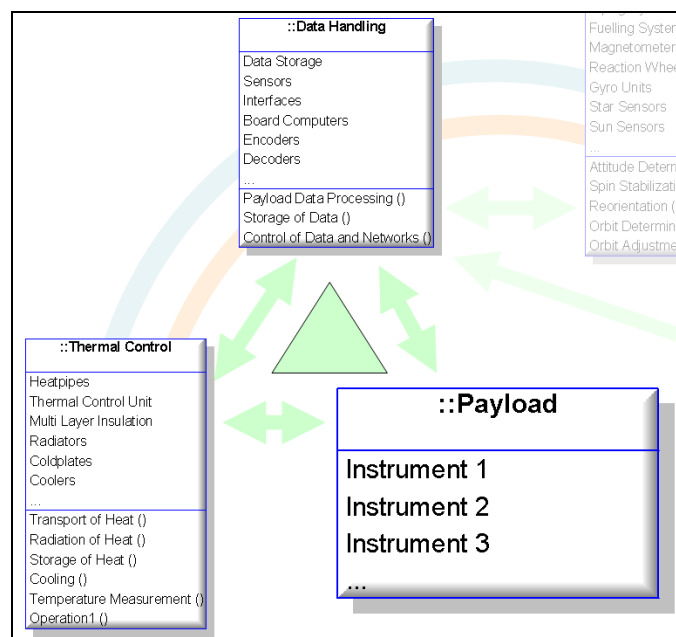 ::Data Handling
Data Storage
Sensors
Interfaces
Board Computers
Encoders
Decoders
...
Payload Data Processing ()
Storage of Data ()
Control of Data and Networks ()
Fuelling System
Magnetometer
Reaction Whee
Gyro Units
Star Sensors
Sun Sensors
...
Attitude Determ
Spin Stabilizati
Reorientation (
Orbit Determin
Orbit Adjustme
::Thermal Control
Heatpipes
Thermal Control Unit
Multi Layer Insulation
Radiators
Coldplates
Coolers
...
Transport of Heat ()
Radiation of Heat ()
Storage of Heat ()
Cooling ()
Temperature Measurement ()
Operation1 ()
::Payload
Instrument 1
Instrument 2
Instrument 3
...